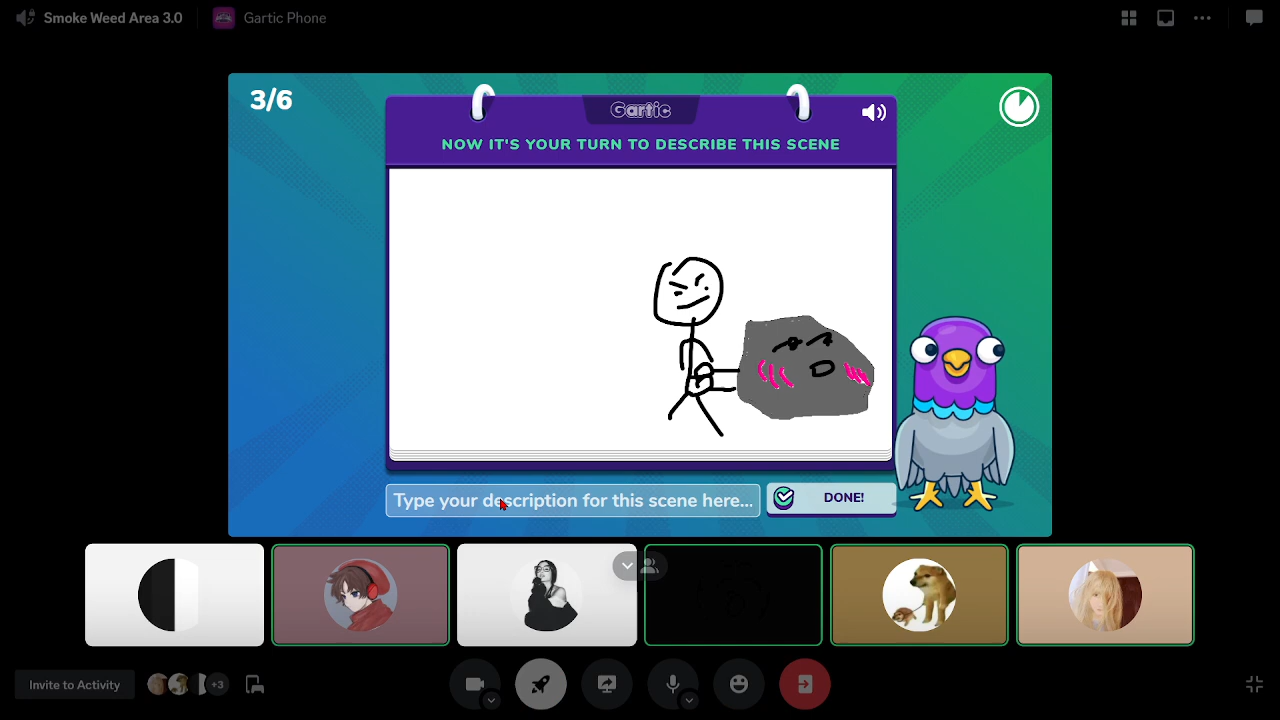 Smoke Weed Area 3.0
Gartic Phone
3/6
Gartic
NOW IT'S YOUR TURN TO DESCRIBE THIS SCENE
Type your description for this scene here...
DONE!
Invite to Activity
+3